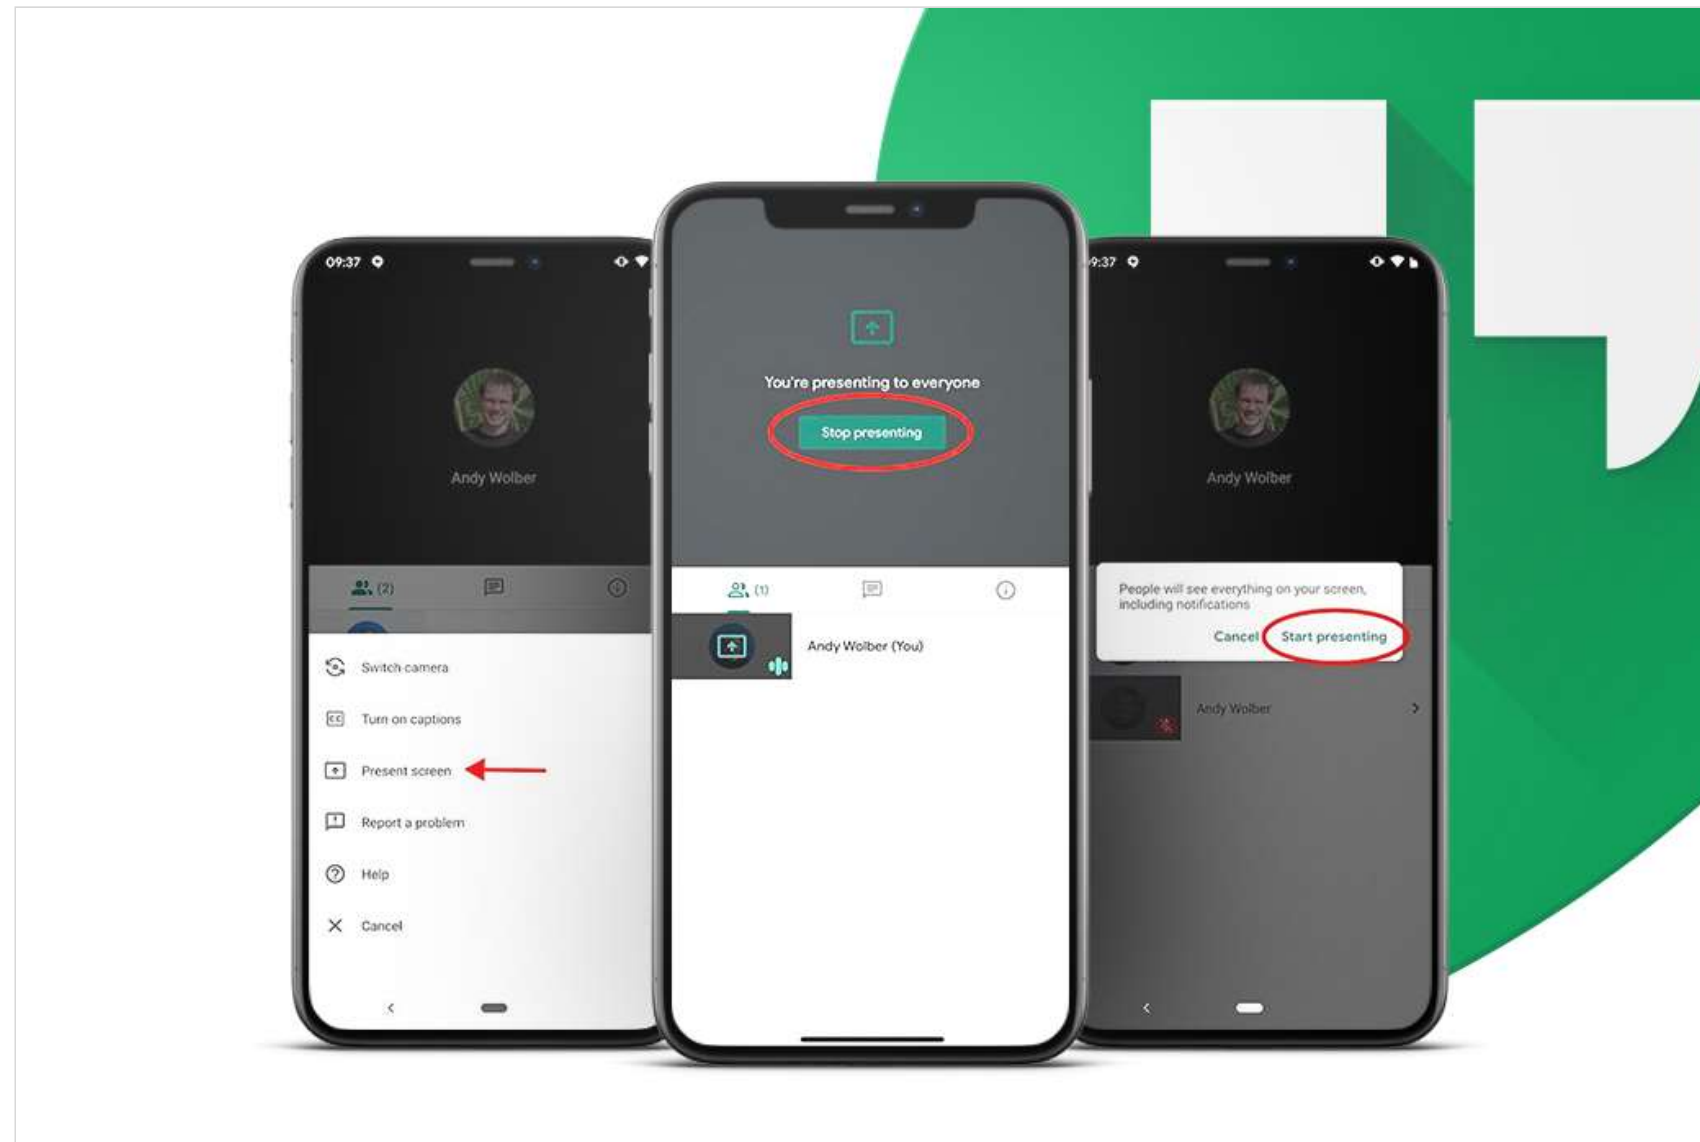 09:37
Andy Wolber
(2)
Switch camera
CC
Turn on captions
Present screen
Report a problem
Help
Cancel
You're presenting to everyone
Stop presenting
(1)
Andy Wolber (You)
9:37
Andy Wolber
People will see everything on your screen,
including notifications
Cancel Start presenting
Andy Wolber